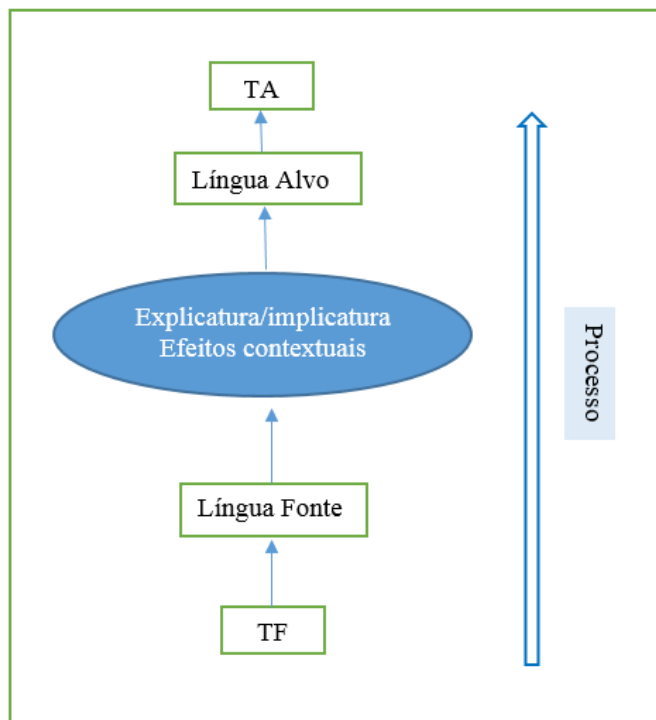 TA
Língua Alvo
Explicatura/implicatura
Efeitos contextuais
Processo
Língua Fonte
TF